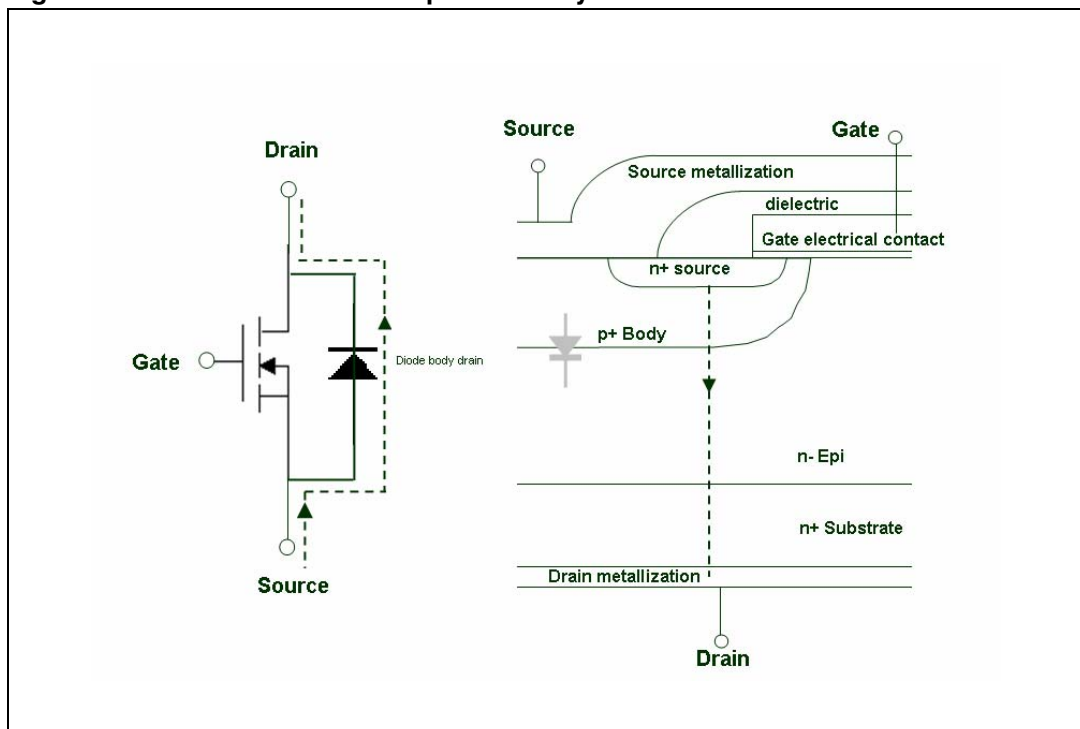 Drain
Gate
Diode body drain
Source
Source
Gate
Source metallization
dielectric
Gate electrical contact
n+ source
p+ Body
n- Epi
n+ Substrate
Drain metallization
Drain